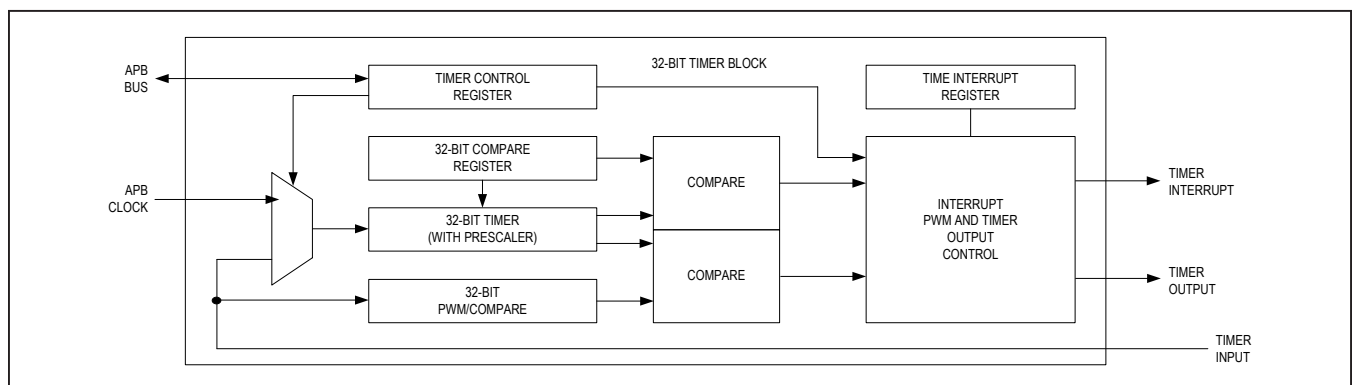 APB
BUS
TIMER CONTROL
REGISTER
32-BIT TIMER BLOCK
TIME INTERRUPT
REGISTER
32-BIT COMPARE
REGISTER
COMPARE
APB
CLOCK
32-BIT TIMER
(WITH PRESCALER)
INTERRUPT
PWM AND TIMER
OUTPUT
CONTROL
TIMER
INTERRUPT
COMPARE
32-BIT
PWM/COMPARE
TIMER
OUTPUT
TIMER
INPUT